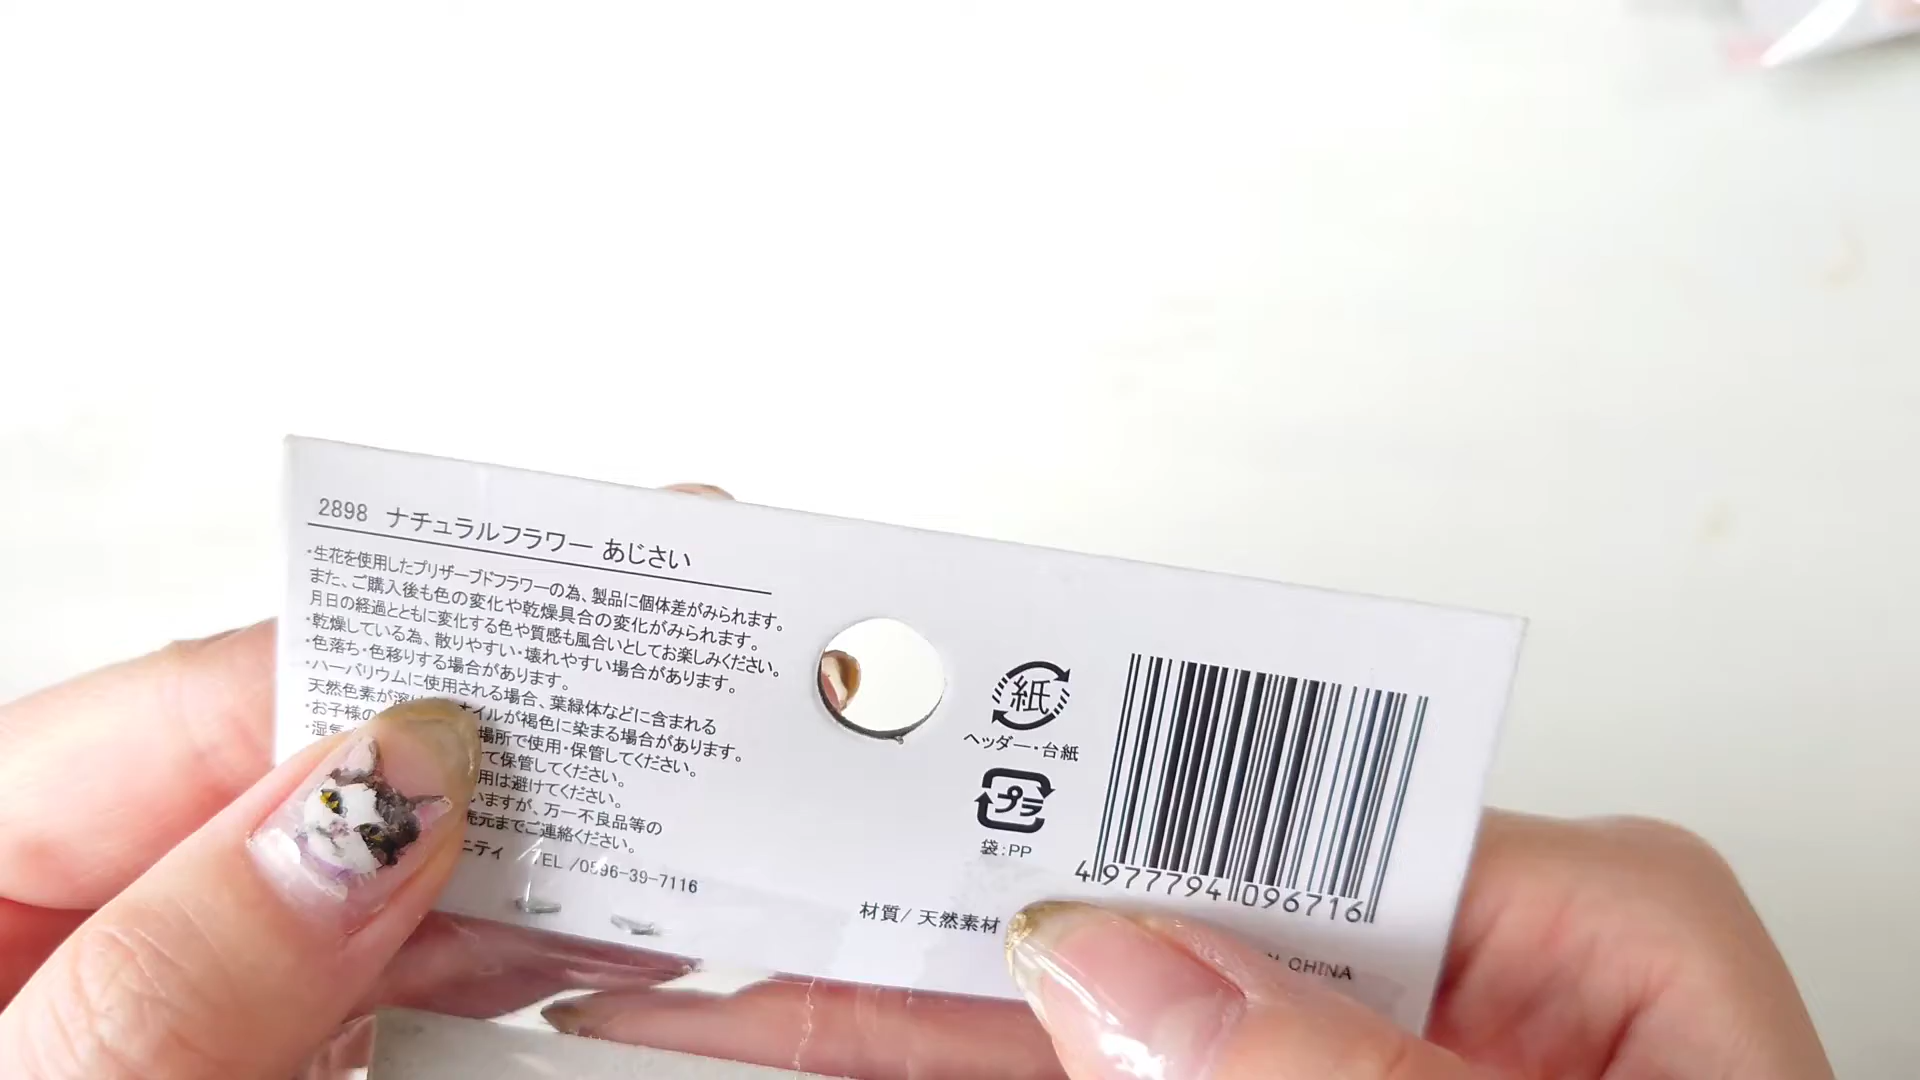 2898 ナチュラルフラワー あじさい
・生花を使用したプリザーブドフラワーの為、製品に個体差がみられます。
また、ご購入後も色の変化や乾燥具合の変化がみられます。
月日の経過とともに変化する色や質感も風合いとしてお楽しみください。
・乾燥している為、散りやすい・壊れやすい場合があります。
・色落ち・色移りする場合があります。
・ハーバリウムに使用される場合、葉緑体などに含まれる
天然色素が溶け オイルが褐色に染まる場合があります。
・お子様の 場所で使用・保管してください。
・湿気 て保管してください。
用は避けてください。
いますが、万一不良品等の
売元までご連絡ください。
ニティ TEL/0596-39-7116
紙
ヘッダー・台紙
プラ
袋:PP
4977794096716
材質/天然素材
CHINA